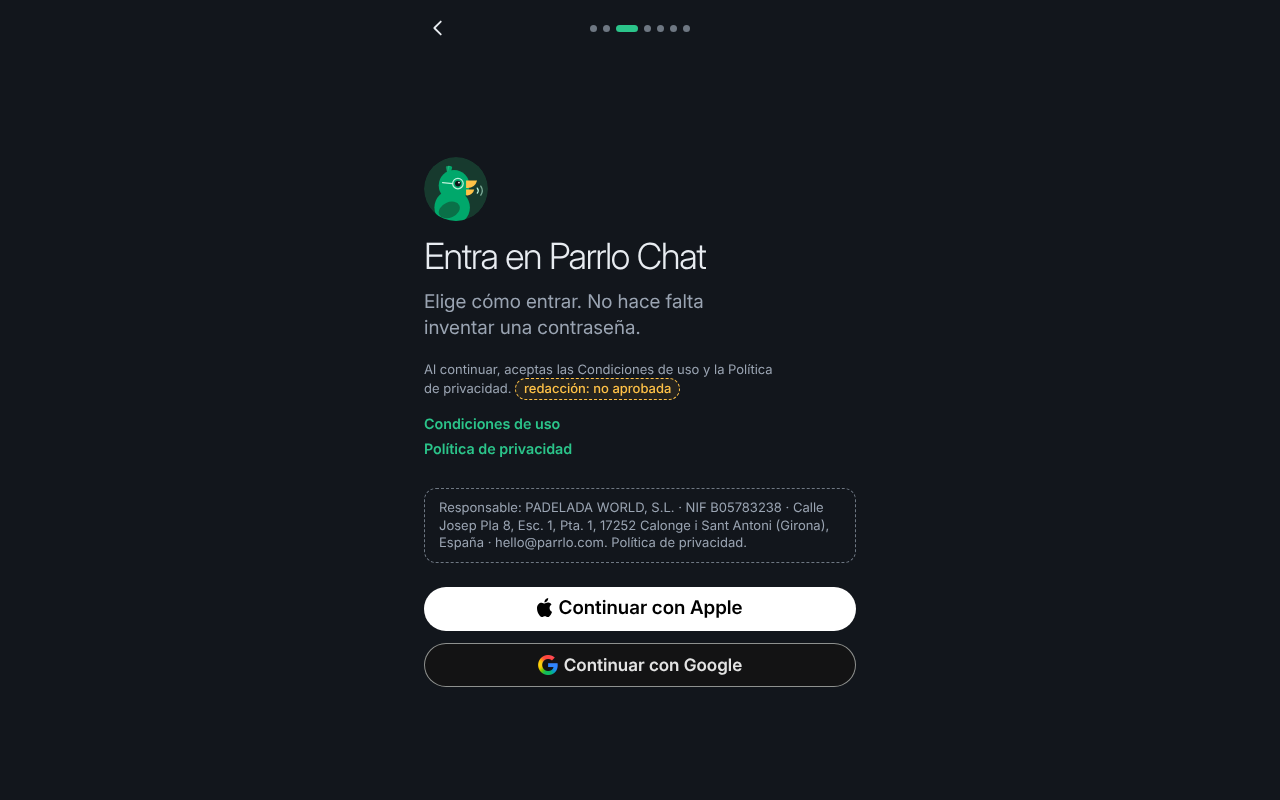 Entra en Parrlo Chat
Elige cómo entrar. No hace falta
inventar una contraseña.
Al continuar, aceptas las Condiciones de uso y la Política
de privacidad. redacción: no aprobada
Condiciones de uso
Política de privacidad
Responsable: PADELADA WORLD, S.L. · NIF B05783238 · Calle
Josep Pla 8, Esc. 1, Pta. 1, 17252 Calonge i Sant Antoni (Girona),
España · hello@parrlo.com. Política de privacidad.
Continuar con Apple
Continuar con Google